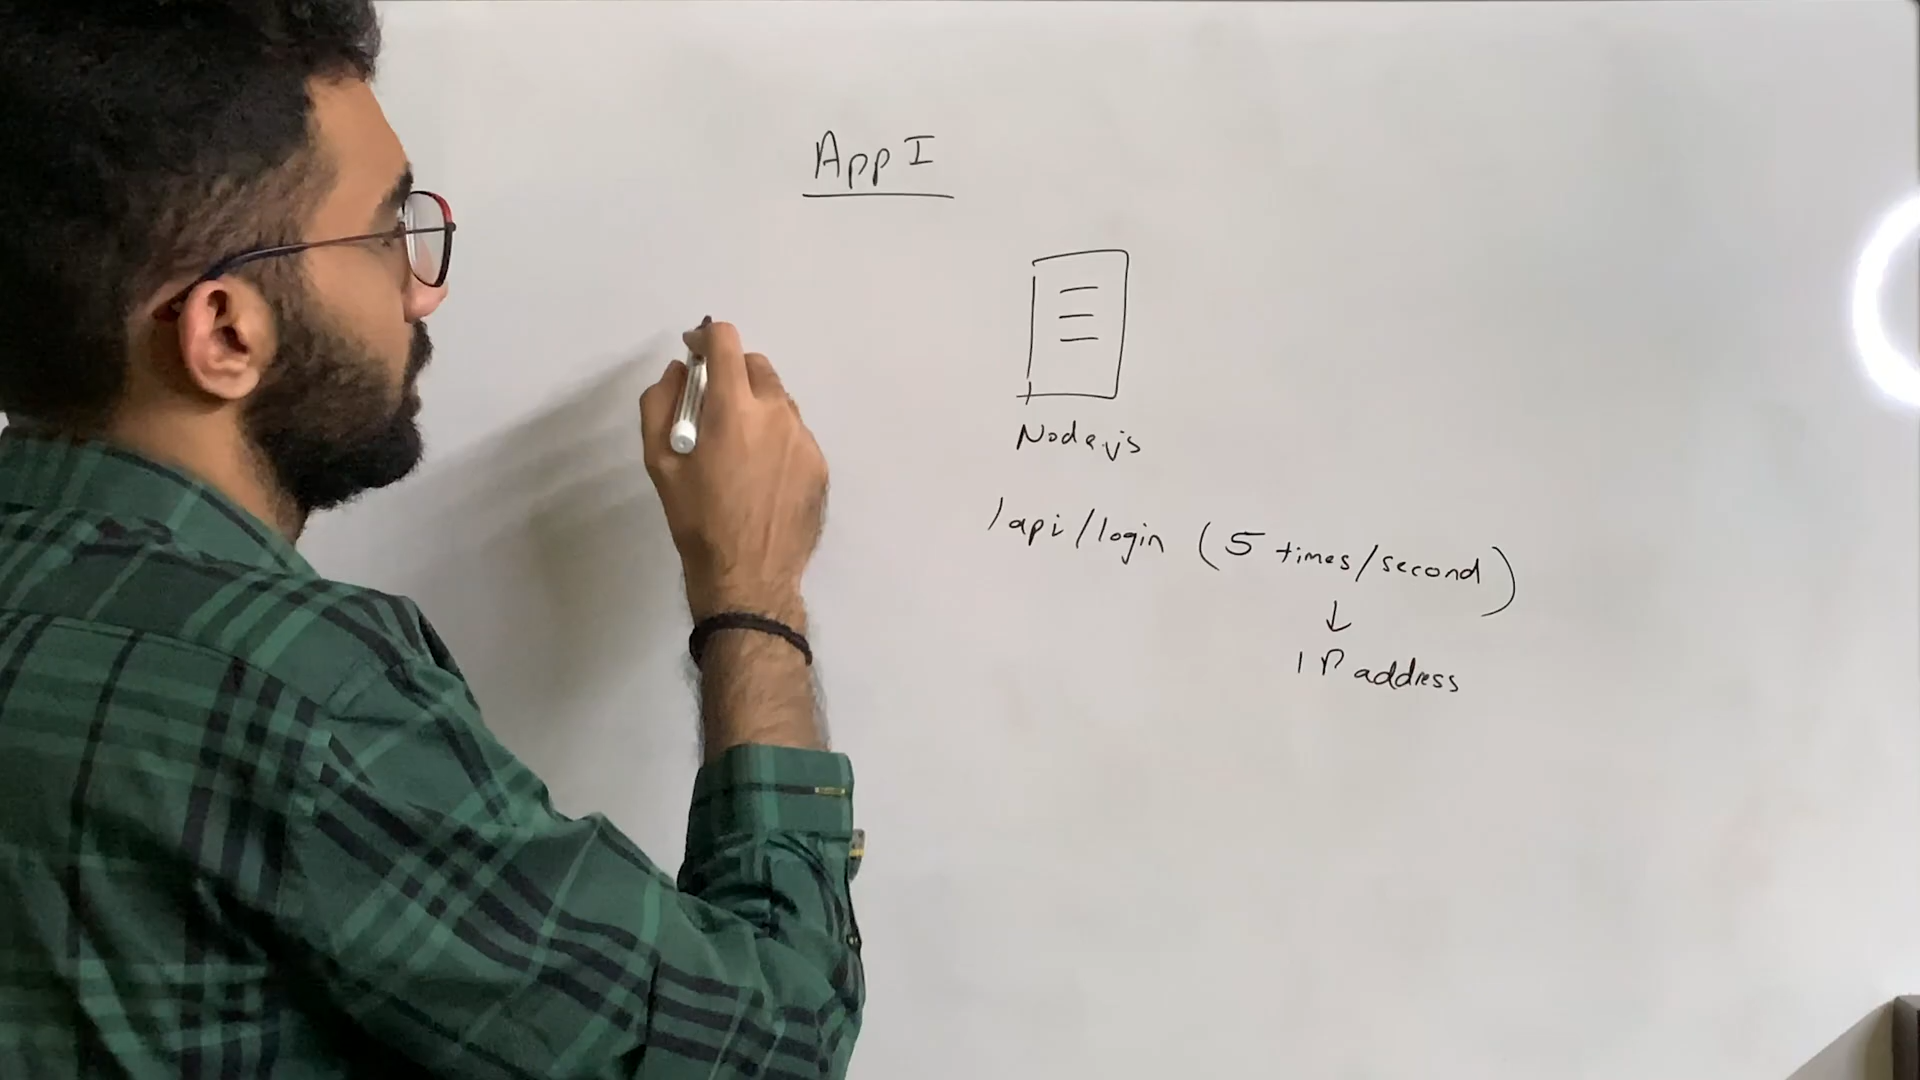 App I
Node.js
/api/login (5 times/second)
↓
IP address